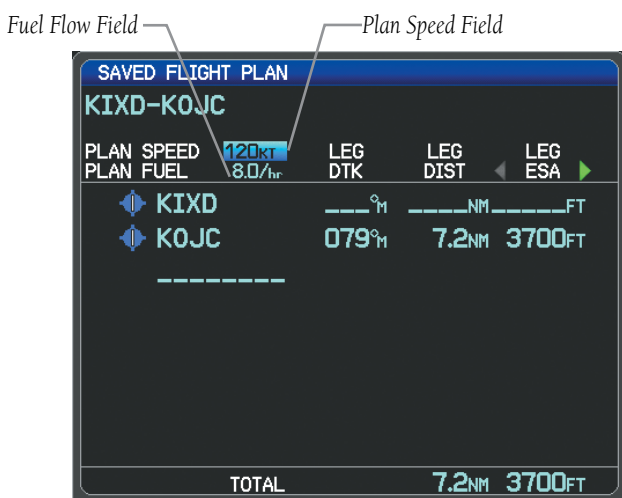 Fuel Flow Field Plan Speed Field
SAVED FLIGHT PLAN
KIXD-KOJC
PLAN SPEED 120KT LEG LEG LEG
PLAN FUEL 8.0/hr DTK DIST ESA
KIXD ___°M ____NM _____FT
KOJC 079°M 7.2NM 3700FT
________
TOTAL 7.2NM 3700FT